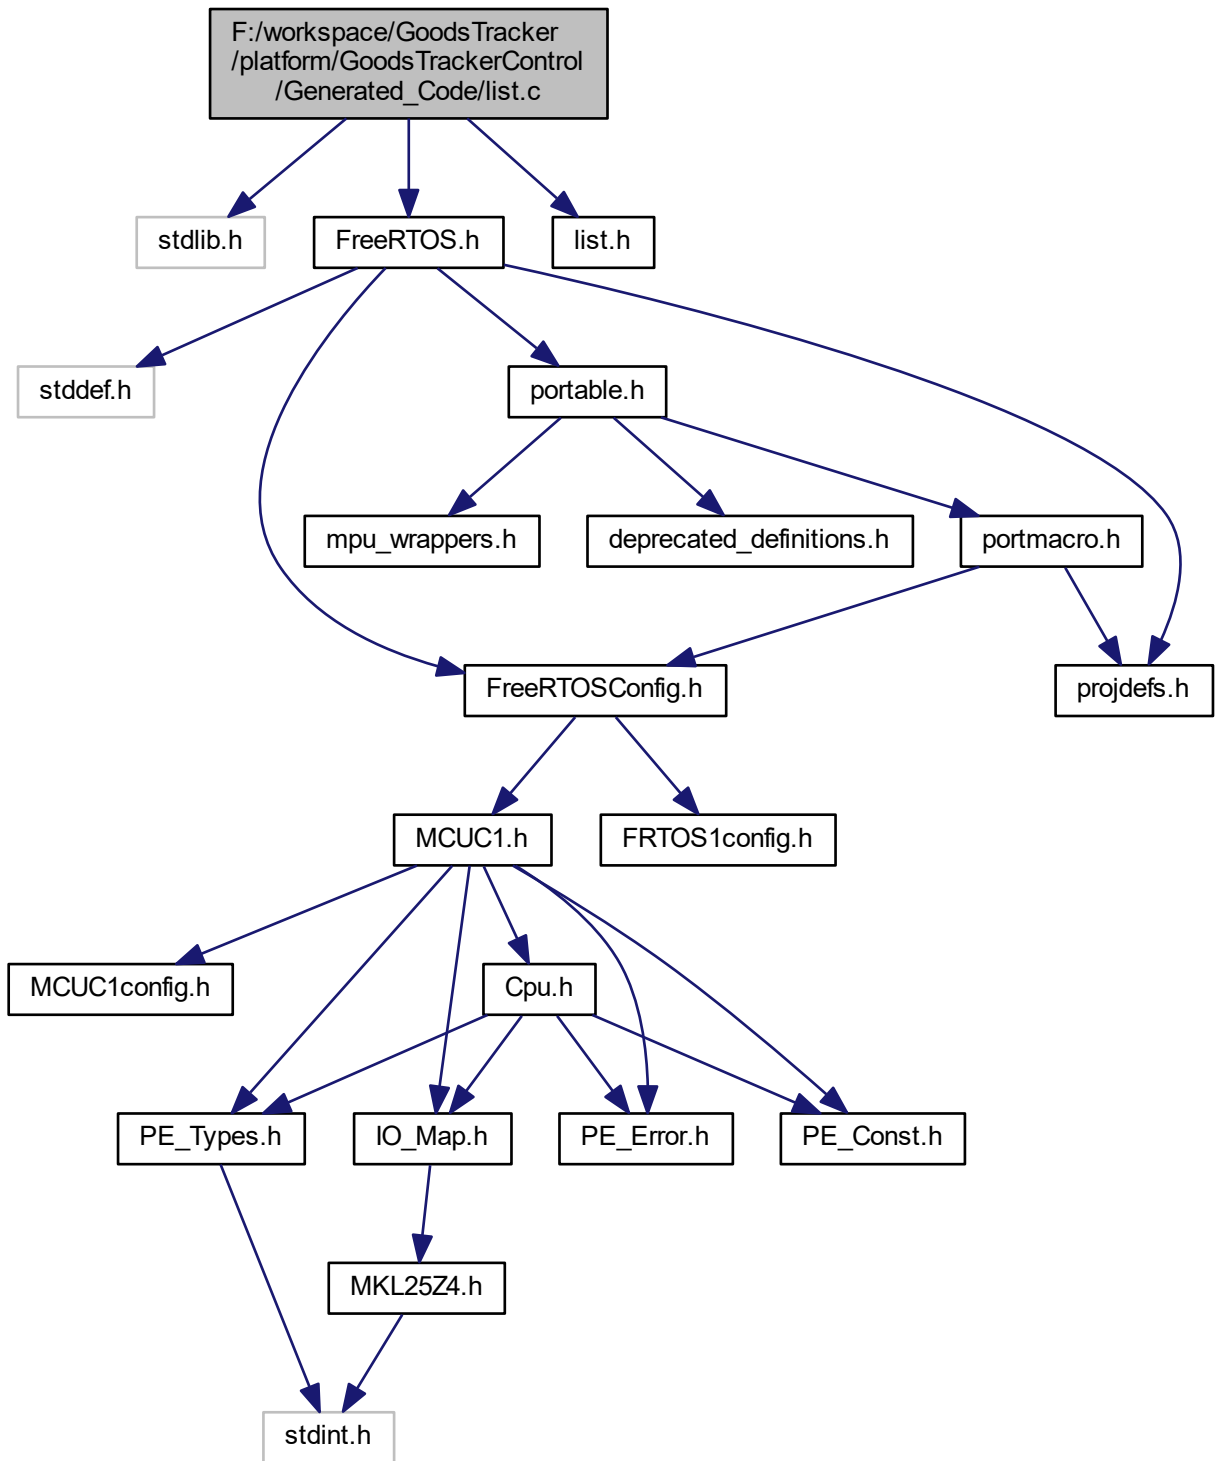 F:/workspace/GoodsTracker
/platform/GoodsTrackerControl
/Generated_Code/list.c
stdlib.h
FreeRTOS.h
list.h
stddef.h
portable.h
mpu_wrappers.h
deprecated_definitions.h
portmacro.h
FreeRTOSConfig.h
projdefs.h
MCUC1.h
FRTOS1config.h
MCUC1config.h
Cpu.h
PE_Types.h
IO_Map.h
PE_Error.h
PE_Const.h
MKL25Z4.h
stdint.h